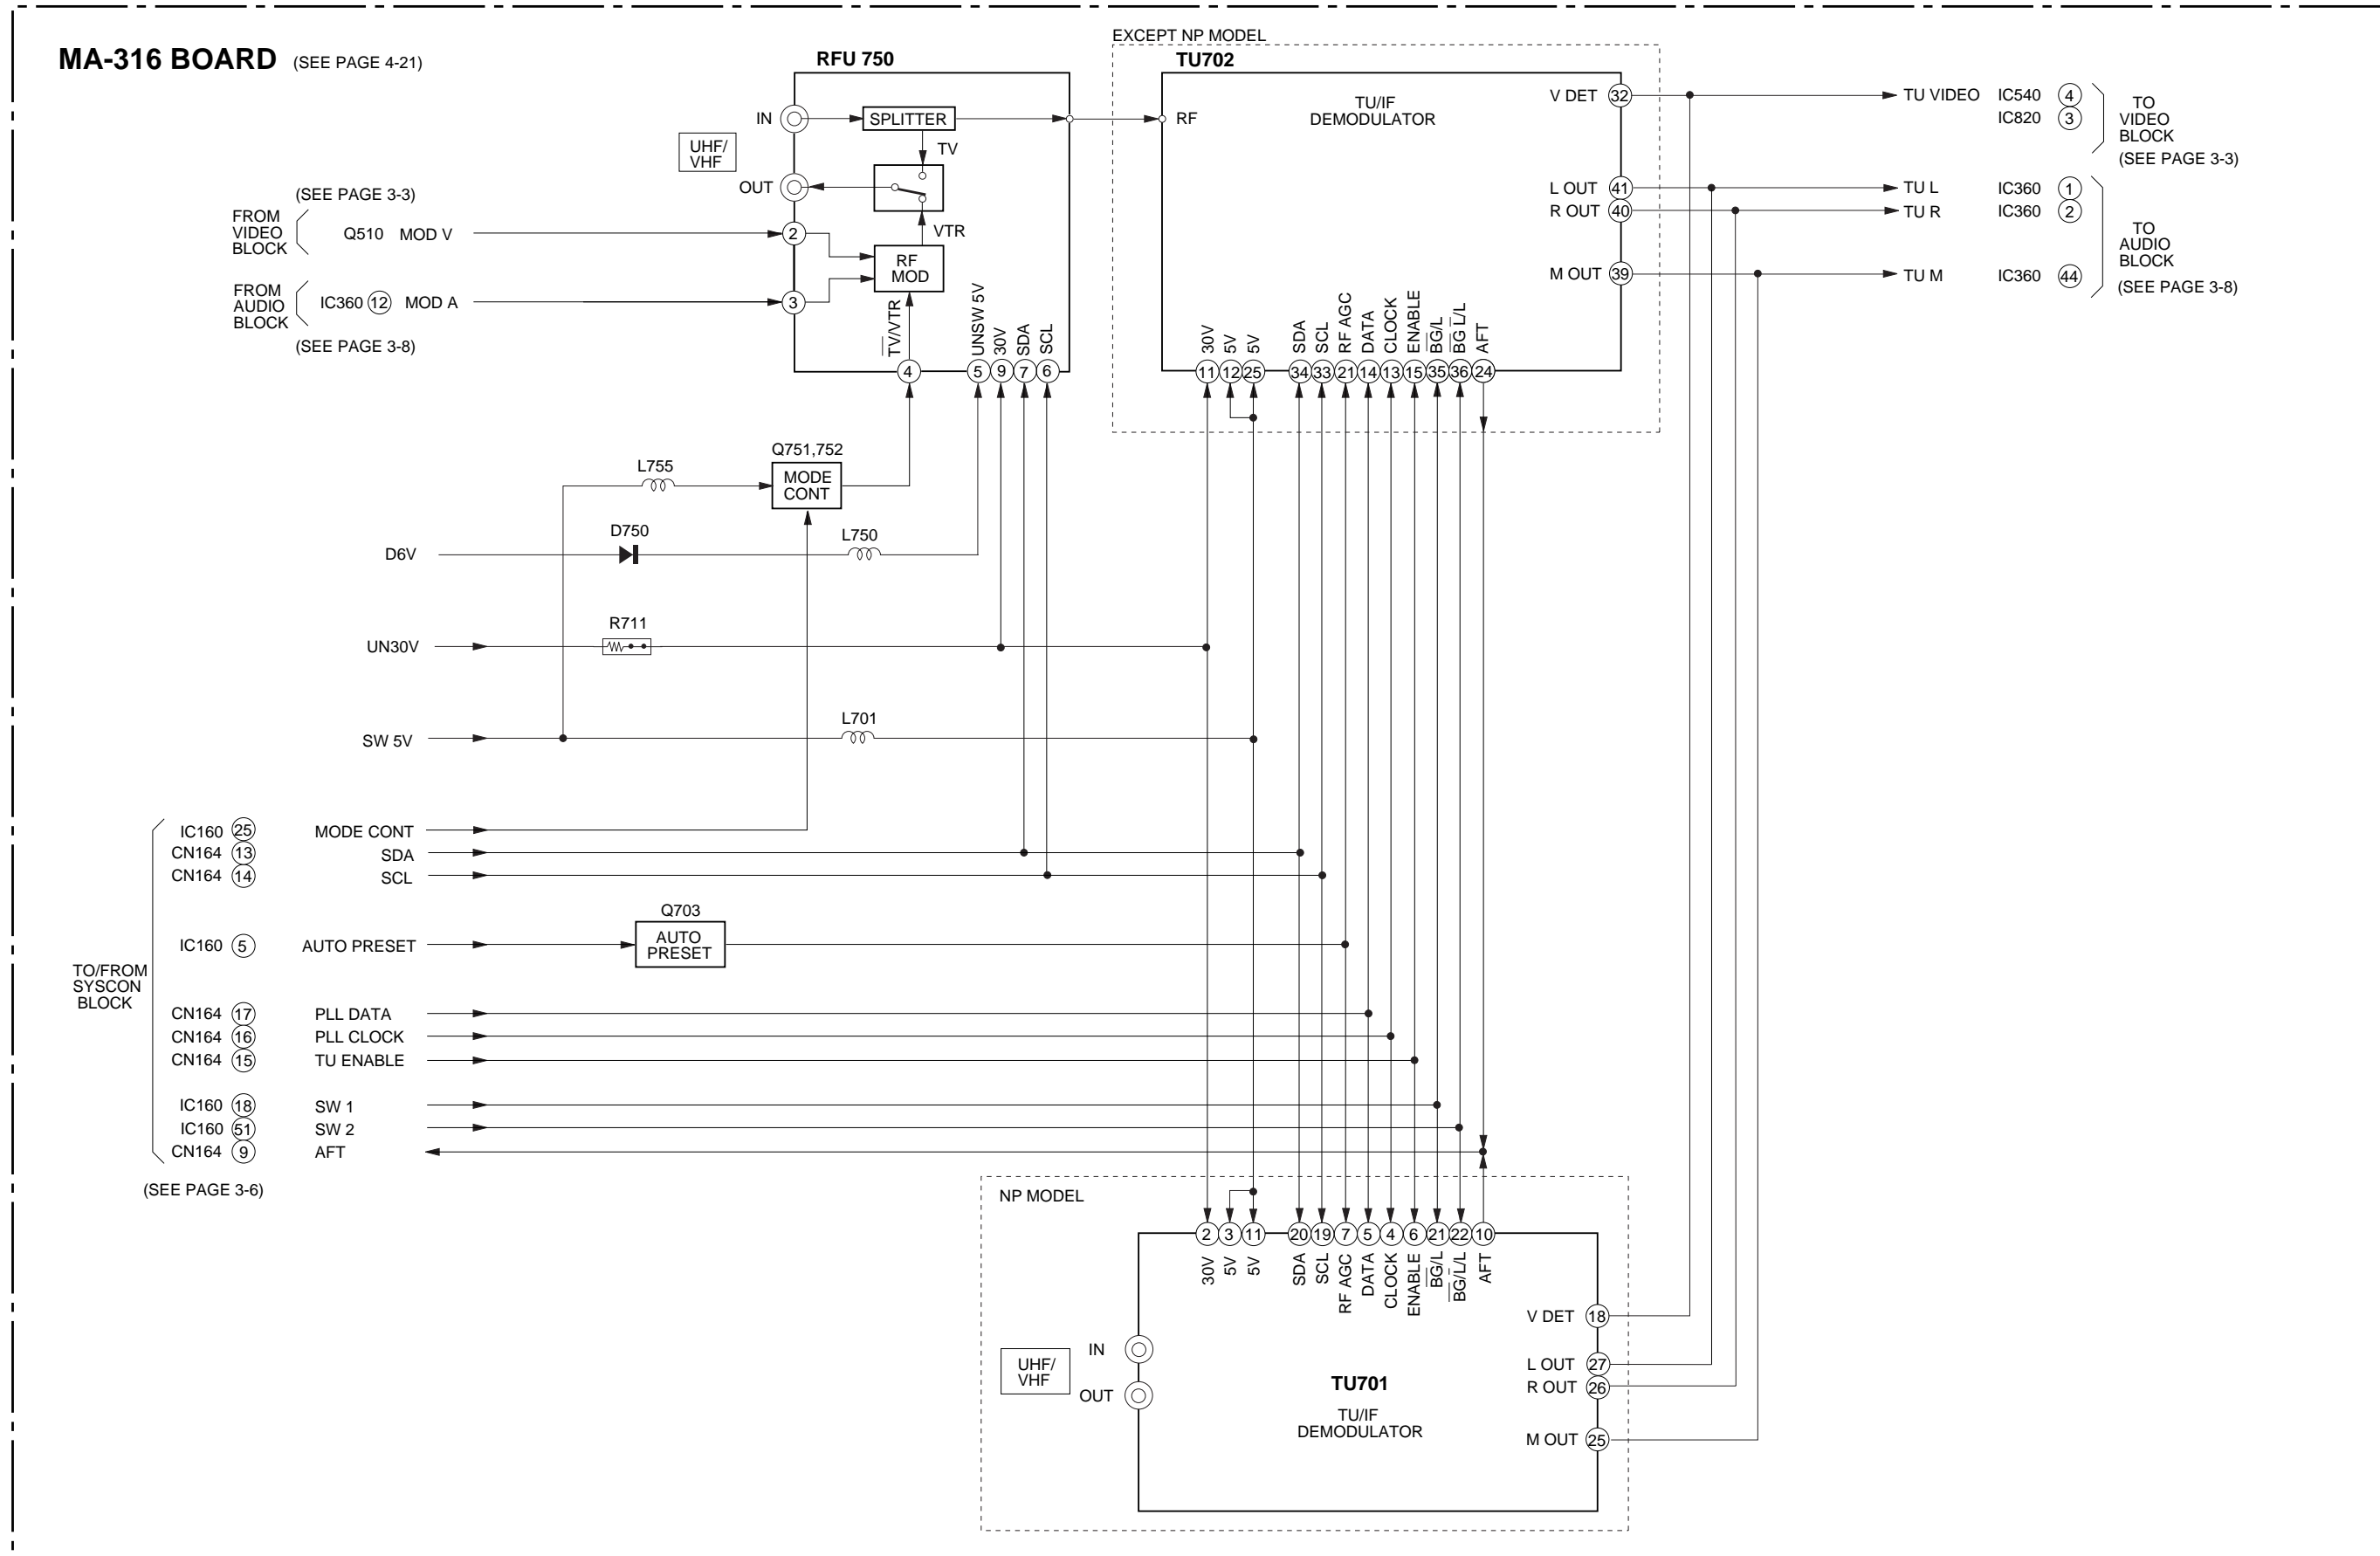 MA-316 BOARD (SEE PAGE 4-21)
RFU 750
IN
SPLITTER
UHF/
VHF
TV
OUT
VTR
RF
MOD
(SEE PAGE 3-3)
FROM
VIDEO
BLOCK
Q510 MOD V
2
FROM
AUDIO
BLOCK
IC360 12 MOD A
3
(SEE PAGE 3-8)
TV/VTR
UNSW 5V
30V
SDA
SCL
4 5 9 7 6
EXCEPT NP MODEL
TU702
TU/IF
DEMODULATOR
RF
V DET 32
L OUT 41
R OUT 40
M OUT 39
30V
5V
5V
SDA
SCL
RF AGC
DATA
CLOCK
ENABLE
BG/L
BG L/L
AFT
11 12 25 34 33 21 14 13 15 35 36 24
TU VIDEO IC540 4
IC820 3
TO
VIDEO
BLOCK
(SEE PAGE 3-3)
TU L IC360 1
TU R IC360 2
TU M IC360 44
TO
AUDIO
BLOCK
(SEE PAGE 3-8)
Q751,752
MODE
CONT
L755
D6V
D750
L750
UN30V
R711
SW 5V
L701
TO/FROM
SYSCON
BLOCK
IC160 25 MODE CONT
CN164 13 SDA
CN164 14 SCL
Q703
IC160 5 AUTO PRESET
AUTO
PRESET
CN164 17 PLL DATA
CN164 16 PLL CLOCK
CN164 15 TU ENABLE
IC160 18 SW 1
IC160 51 SW 2
CN164 9 AFT
(SEE PAGE 3-6)
NP MODEL
2 3 11 20 19 7 5 4 6 21 22 10
30V
5V
5V
SDA
SCL
RF AGC
DATA
CLOCK
ENABLE
BG/L
BG/L/L
AFT
UHF/
VHF
IN
OUT
TU701
TU/IF
DEMODULATOR
V DET 18
L OUT 27
R OUT 26
M OUT 25